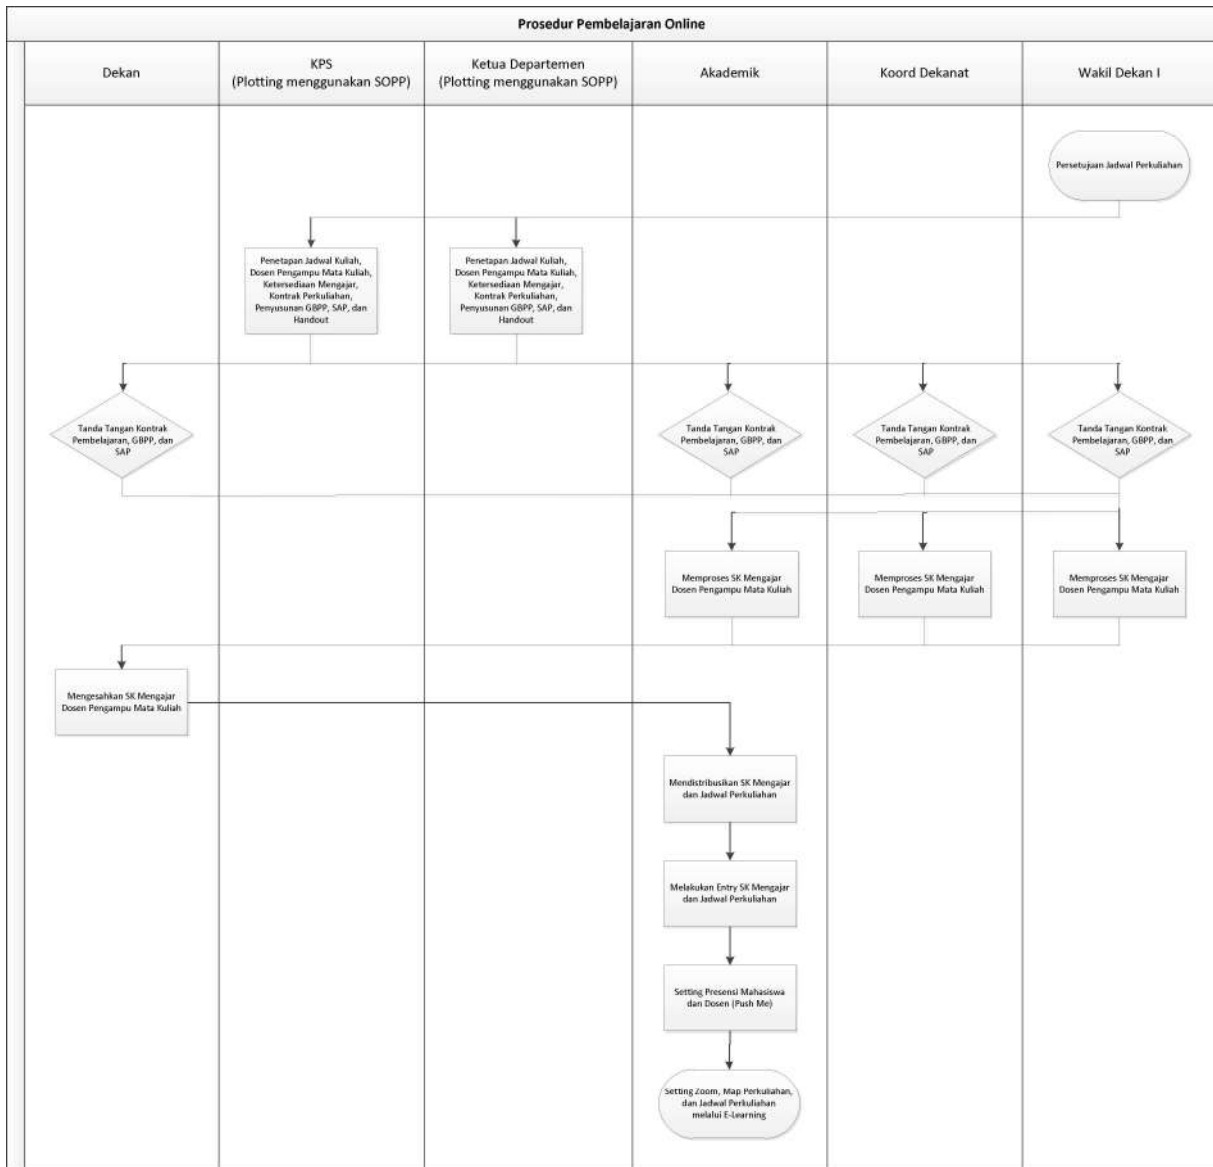 Prosedur Pembelajaran Online
Dekan
KPS
(Plotting menggunakan SOPP)
Ketua Departemen
(Plotting menggunakan SOPP)
Akademik
Koord Dekanat
Wakil Dekan I
Persetujuan Jadwal Perkuliahan
Penetapan Jadwal Kuliah,
Dosen Pengampu Mata Kuliah,
Ketersediaan Mengajar,
Kontrak Perkuliahan,
Penyusunan GBPP, SAP, dan
Handout
Penetapan Jadwal Kuliah,
Dosen Pengampu Mata Kuliah,
Ketersediaan Mengajar,
Kontrak Perkuliahan,
Penyusunan GBPP, SAP, dan
Handout
Tanda Tangan Kontrak
Pembelajaran, GBPP, dan
SAP
Tanda Tangan Kontrak
Pembelajaran, GBPP, dan
SAP
Tanda Tangan Kontrak
Pembelajaran, GBPP, dan
SAP
Tanda Tangan Kontrak
Pembelajaran, GBPP, dan
SAP
Memproses SK Mengajar
Dosen Pengampu Mata Kuliah
Memproses SK Mengajar
Dosen Pengampu Mata Kuliah
Memproses SK Mengajar
Dosen Pengampu Mata Kuliah
Mengesahkan SK Mengajar
Dosen Pengampu Mata Kuliah
Mendistribusikan SK Mengajar
dan Jadwal Perkuliahan
Melakukan Entry SK Mengajar
dan Jadwal Perkuliahan
Setting Presensi Mahasiswa
dan Dosen (Push Me)
Setting Zoom, Map Perkuliahan,
dan Jadwal Perkuliahan
melalui E-Learning